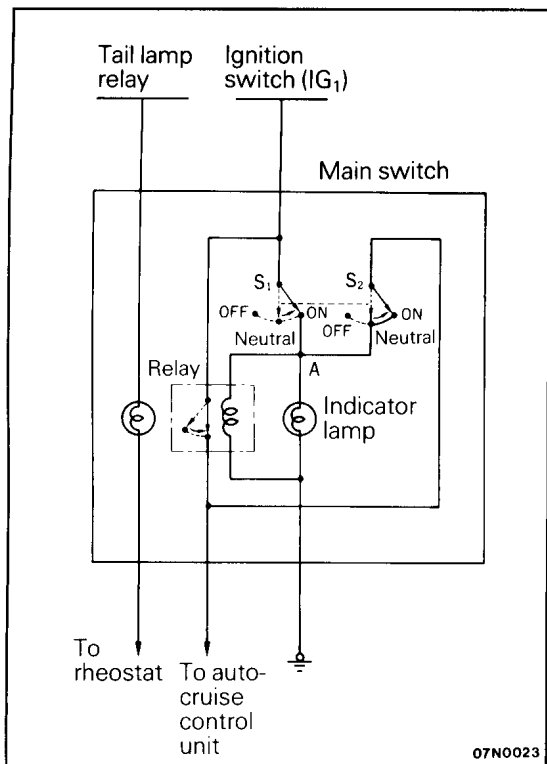 Tail lamp
relay
Ignition
switch (IG₁)
Main switch
S₁
S₂
OFF
ON
Neutral
OFF
ON
Neutral
Relay
A
Indicator
lamp
To
rheostat
To auto-
cruise
control
unit
07N0023